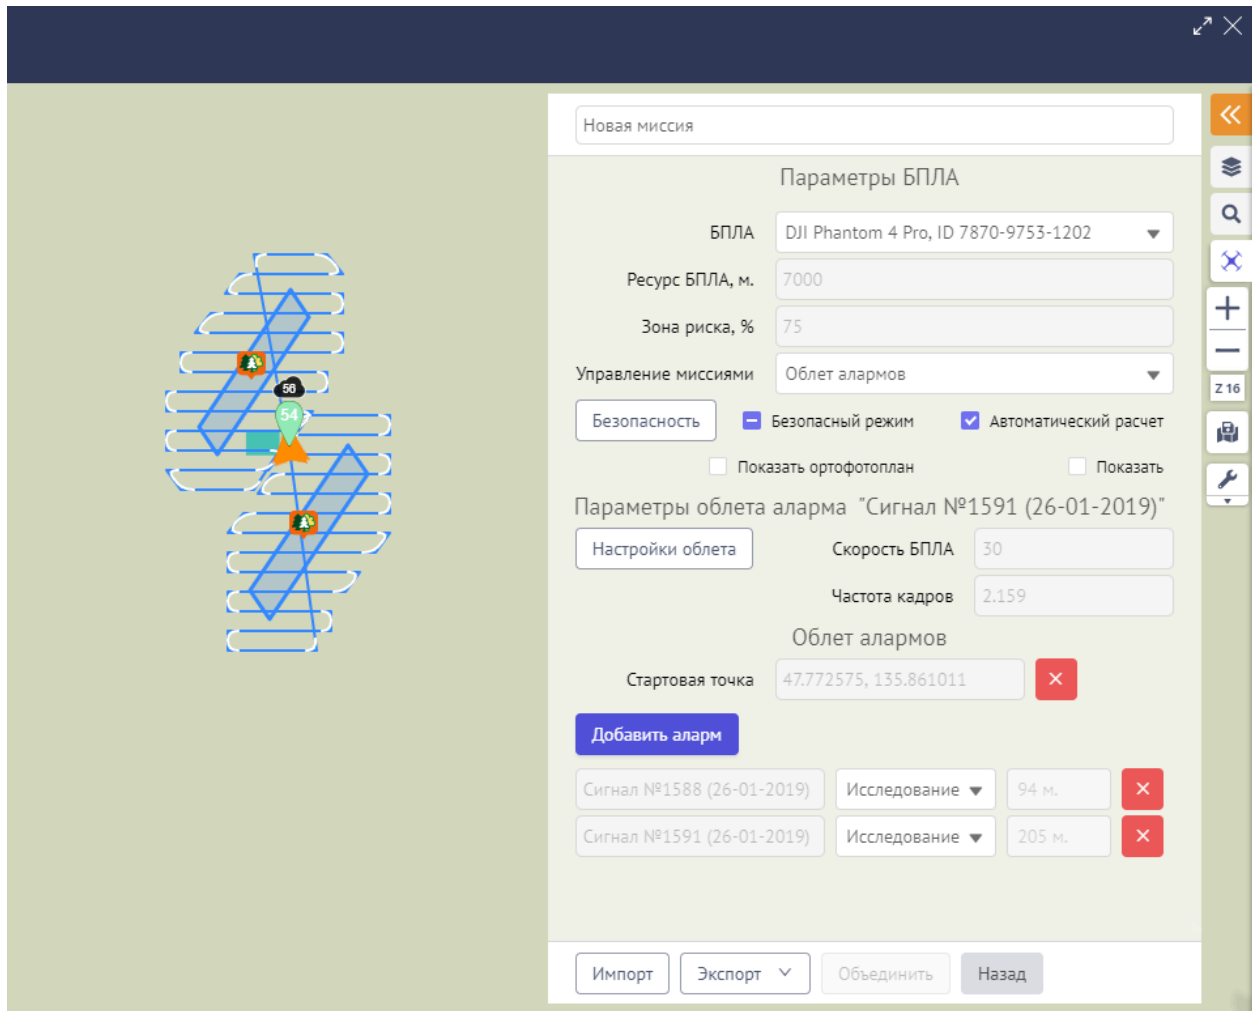 Новая миссия
Параметры БПЛА
БПЛА DJI Phantom 4 Pro, ID 7870-9753-1202
Ресурс БПЛА, м. 7000
Зона риска, % 75
Управление миссиями Облет алармов
Безопасность Безопасный режим Автоматический расчет
Показать ортофотоплан Показать
Параметры облета аларма "Сигнал №1591 (26-01-2019)"
Настройки облета Скорость БПЛА 30
Частота кадров 2.159
Облет алармов
Стартовая точка 47.772575, 135.861011
Добавить аларм
Сигнал №1588 (26-01-2019) Исследование 94 м.
Сигнал №1591 (26-01-2019) Исследование 205 м.
Импорт Экспорт Объединить Назад
Z 16
56
54